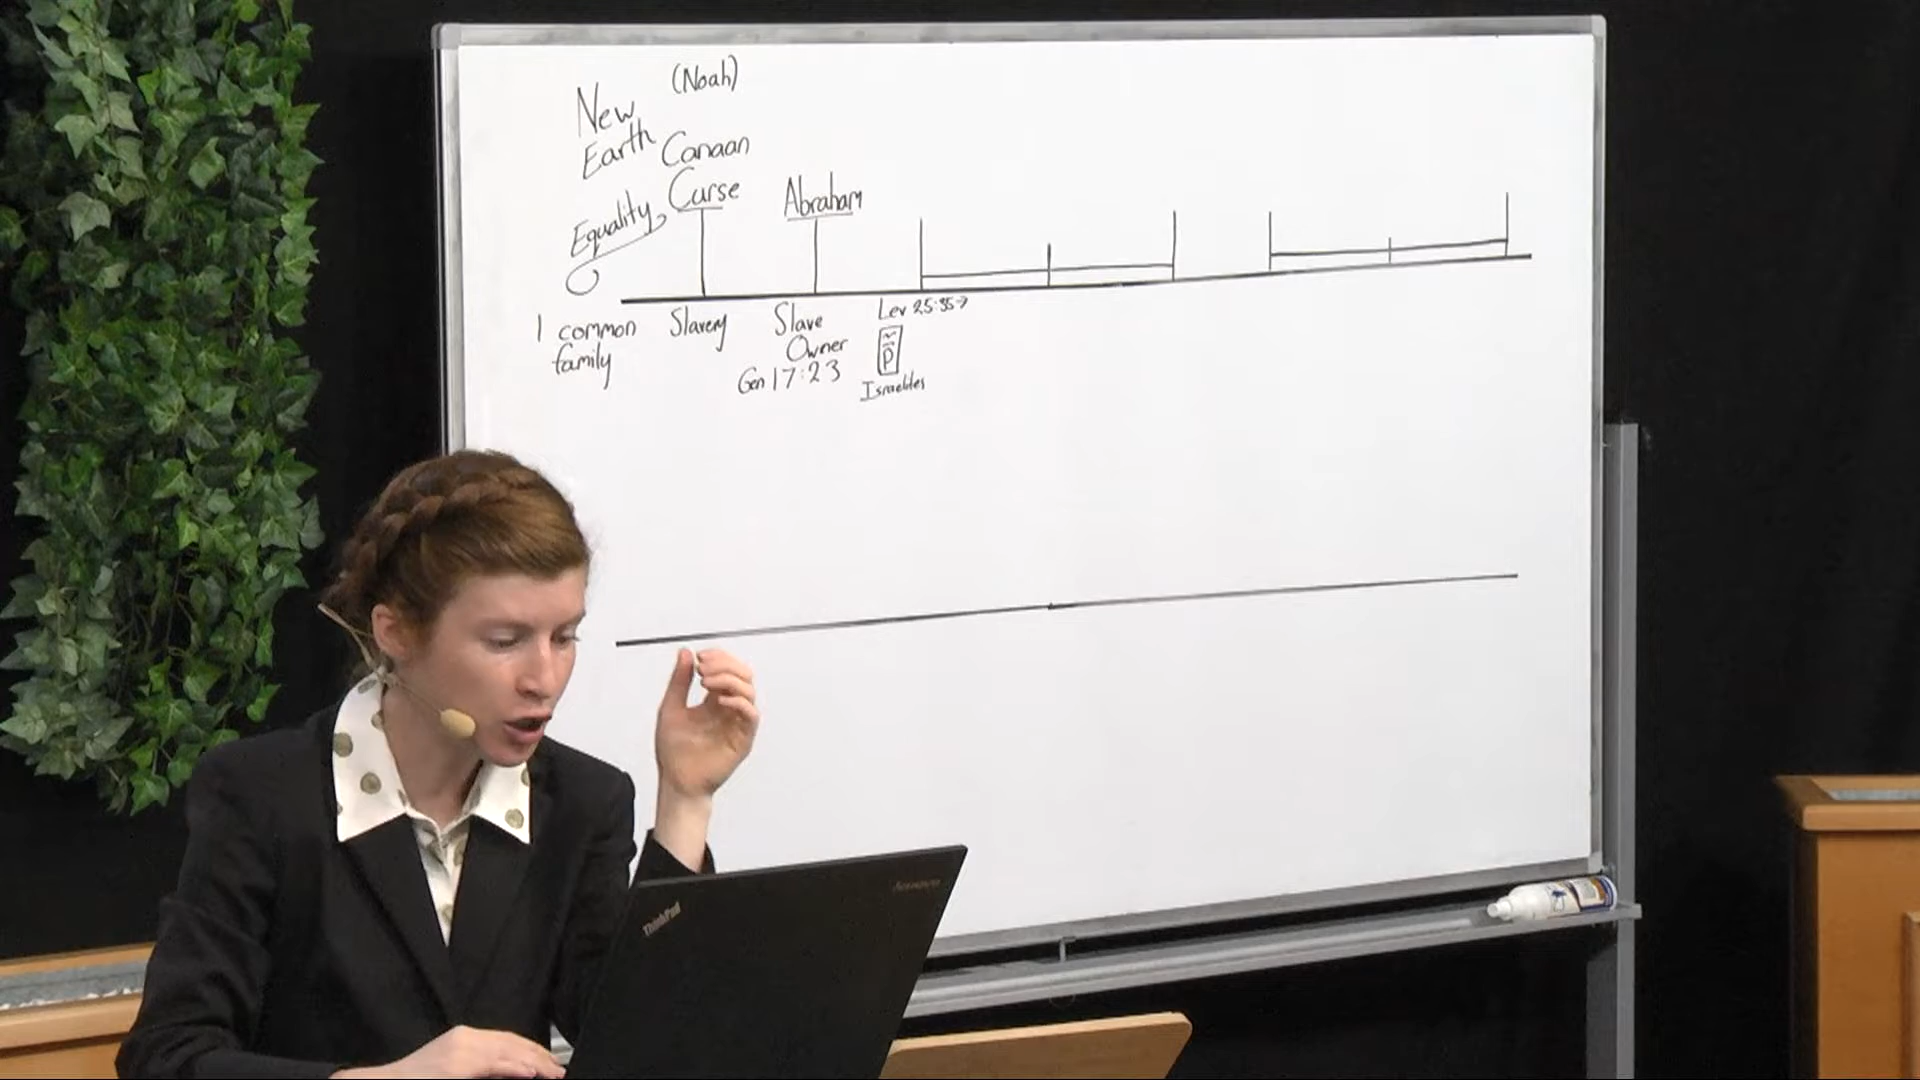 (Noah)
New
Earth
Canaan
Curse
Equality
Abraham
1 common
family
Slavery
Slave
Owner
Gen 17:23
Lev 25:35→
P
Israelites
ThinkPad
lenovo